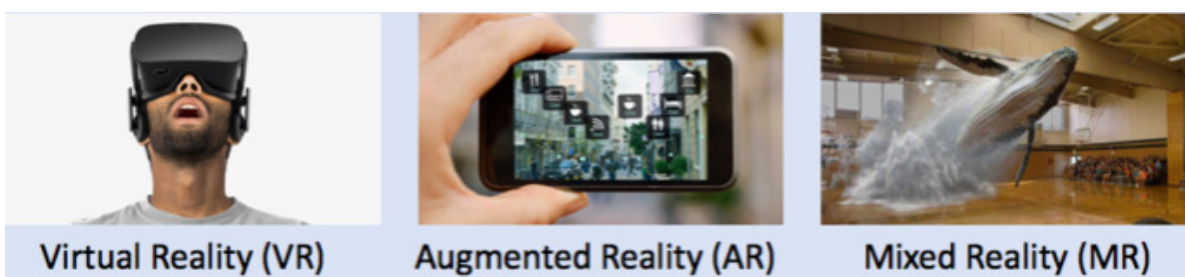 Virtual Reality (VR)
Augmented Reality (AR)
Mixed Reality (MR)